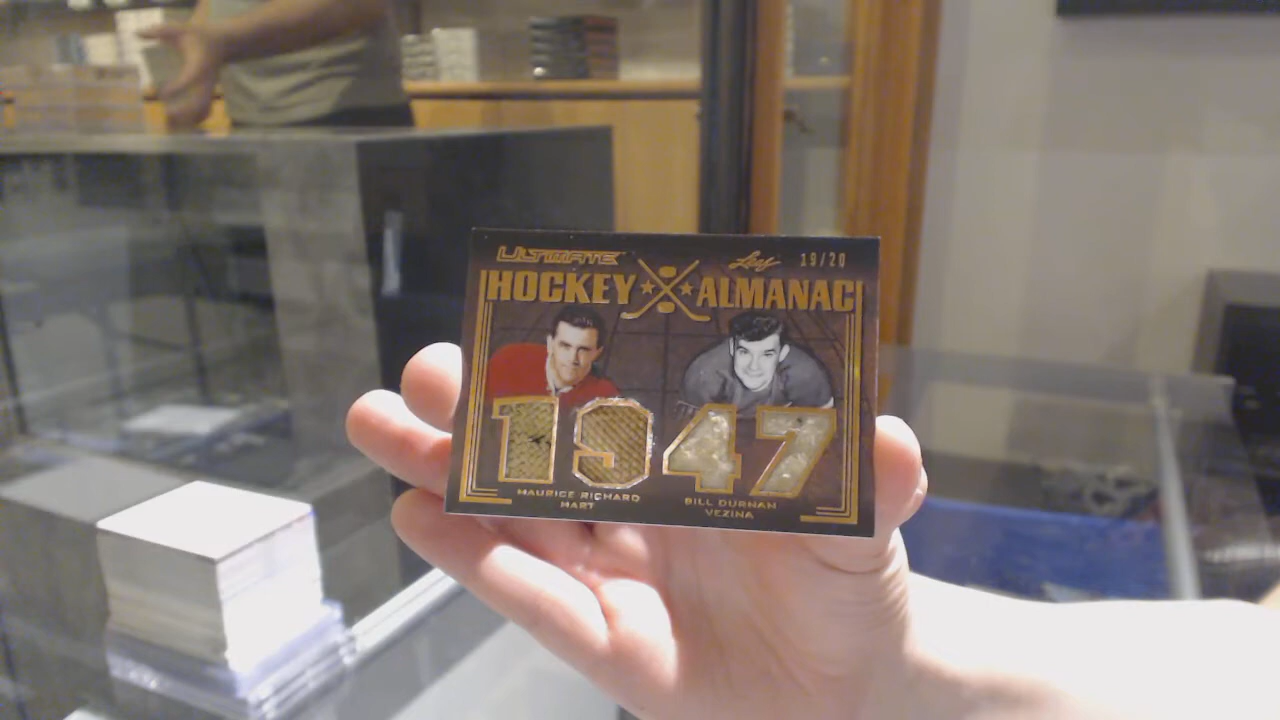 ULTIMATE Leaf 19/20
HOCKEY ALMANAC
1947
MAURICE RICHARD BILL DURNAN
HART VEZINA